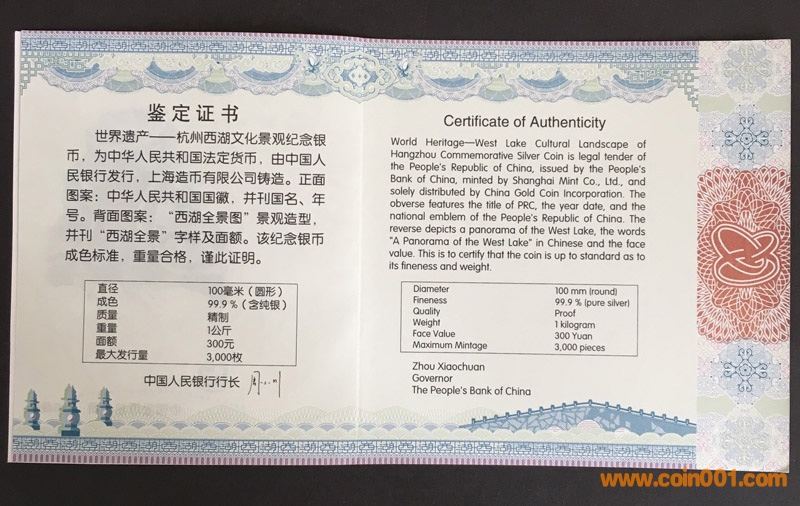 鉴定证书
世界遗产——杭州西湖文化景观纪念银
币，为中华人民共和国法定货币，由中国人
民银行发行，上海造币有限公司铸造。正面
图案：中华人民共和国国徽，并刊国名、年
号。背面图案：“西湖全景图”景观造型，
并刊“西湖全景”字样及面额。该纪念银币
成色标准，重量合格，谨此证明。
直径 100毫米（圆形）
成色 99.9％（含纯银）
质量 精制
重量 1公斤
面额 300元
最大发行量 3,000枚
中国人民银行行长
Certificate of Authenticity
World Heritage—West Lake Cultural Landscape of
Hangzhou Commemorative Silver Coin is legal tender of
the People's Republic of China, issued by the People's
Bank of China, minted by Shanghai Mint Co., Ltd., and
solely distributed by China Gold Coin Incorporation. The
obverse features the title of PRC, the year date, and the
national emblem of the People's Republic of China. The
reverse depicts a panorama of the West Lake, the words
"A Panorama of the West Lake" in Chinese and the face
value. This is to certify that the coin is up to standard as to
its fineness and weight.
Diameter 100 mm (round)
Fineness 99.9 % (pure silver)
Quality Proof
Weight 1 kilogram
Face Value 300 Yuan
Maximum Mintage 3,000 pieces
Zhou Xiaochuan
Governor
The People's Bank of China
www.coin001.com